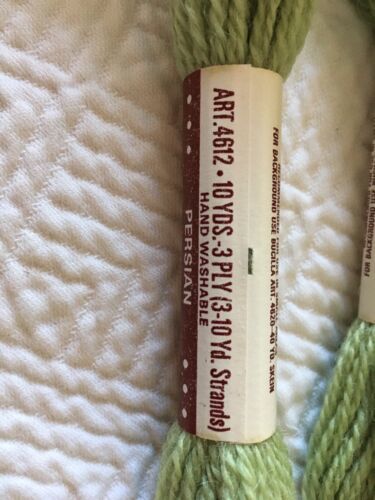 FOR BACKGROUND USE BUCILLA ART. 4620-40 YD. SKEIN
ART. 4612 • 10 YDS.-3 PLY (3-10 Yd. Strands)
HAND WASHABLE
PERSIAN